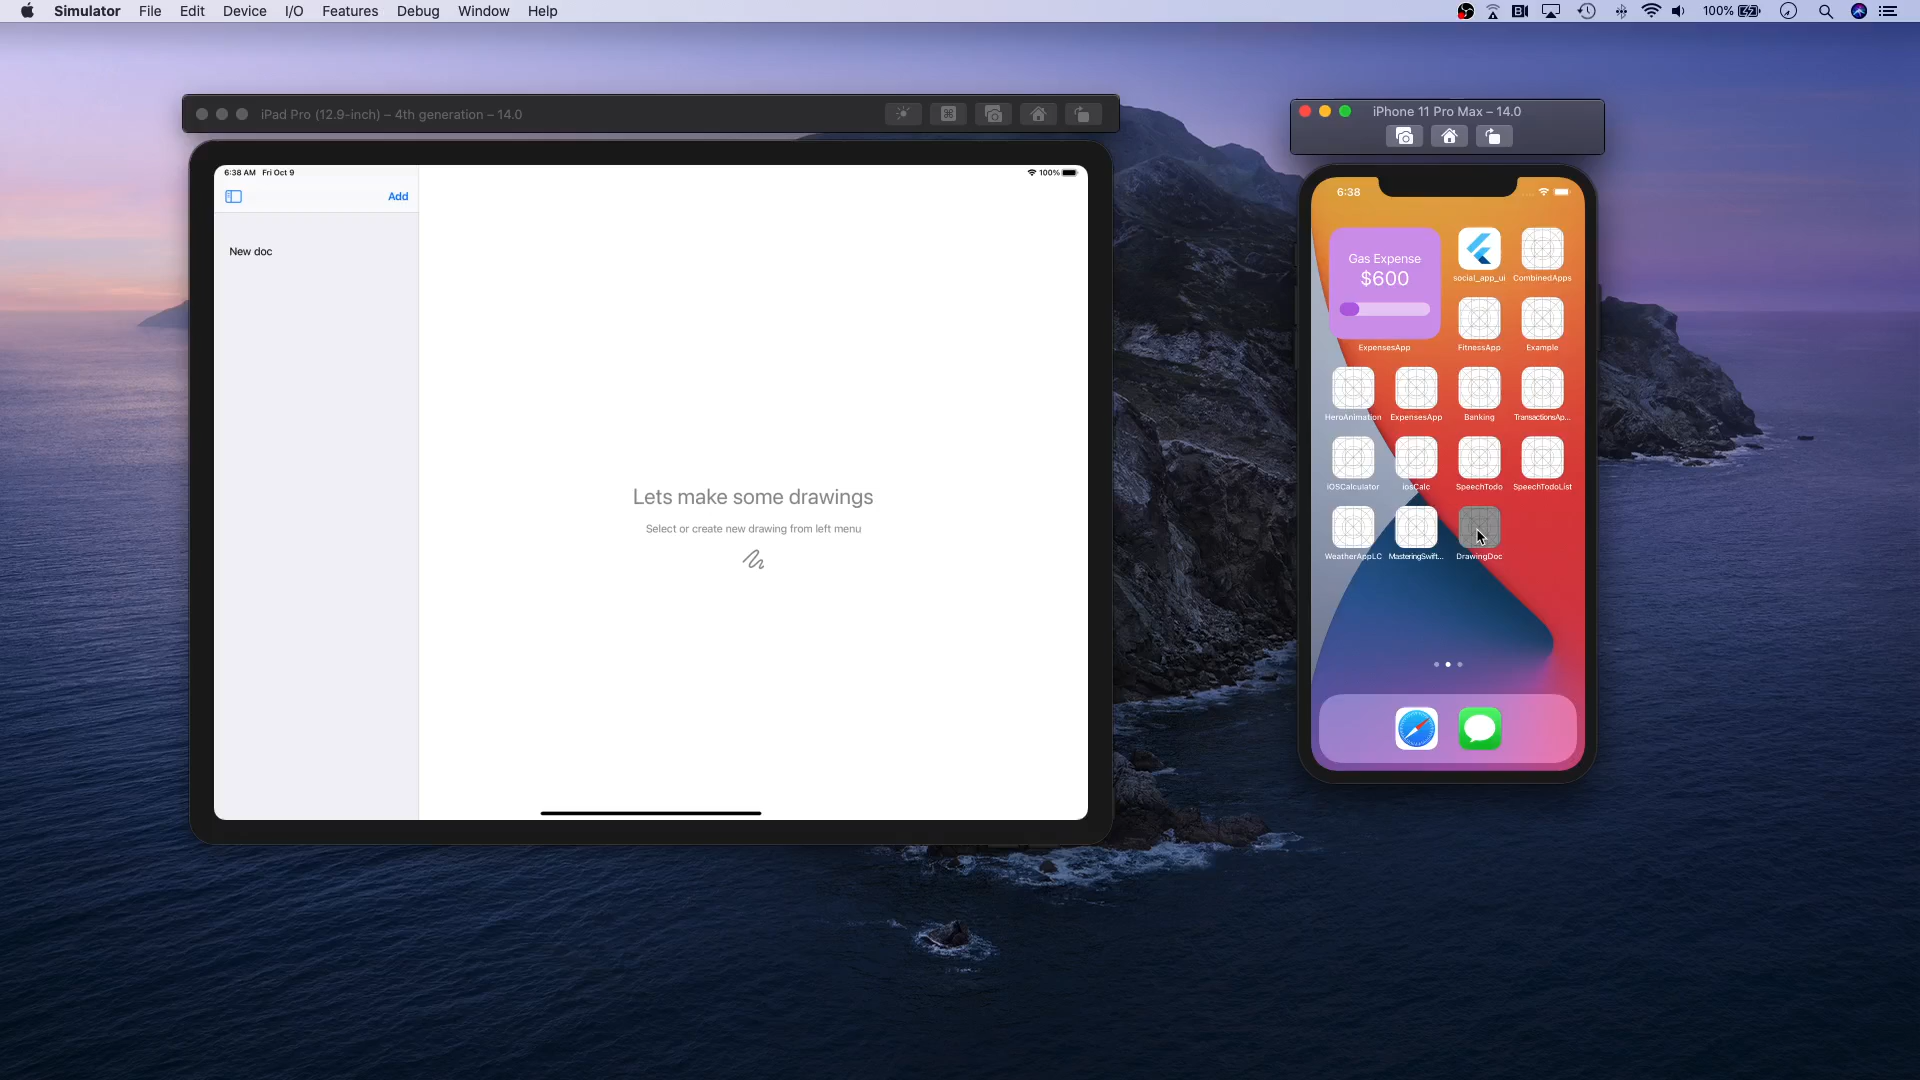 Simulator File Edit Device I/O Features Debug Window Help 100%
iPad Pro (12.9-inch) – 4th generation – 14.0
6:38 AM Fri Oct 9 100%
Add
New doc
Lets make some drawings
Select or create new drawing from left menu
iPhone 11 Pro Max – 14.0
6:38
Gas Expense
$600
social_app_ui CombinedApps
ExpensesApp FitnessApp Example
HeroAnimation ExpensesApp Banking TransactionsAp...
iOSCalculator iosCalc SpeechTodo SpeechTodoList
WeatherAppLC MasteringSwift... DrawingDoc